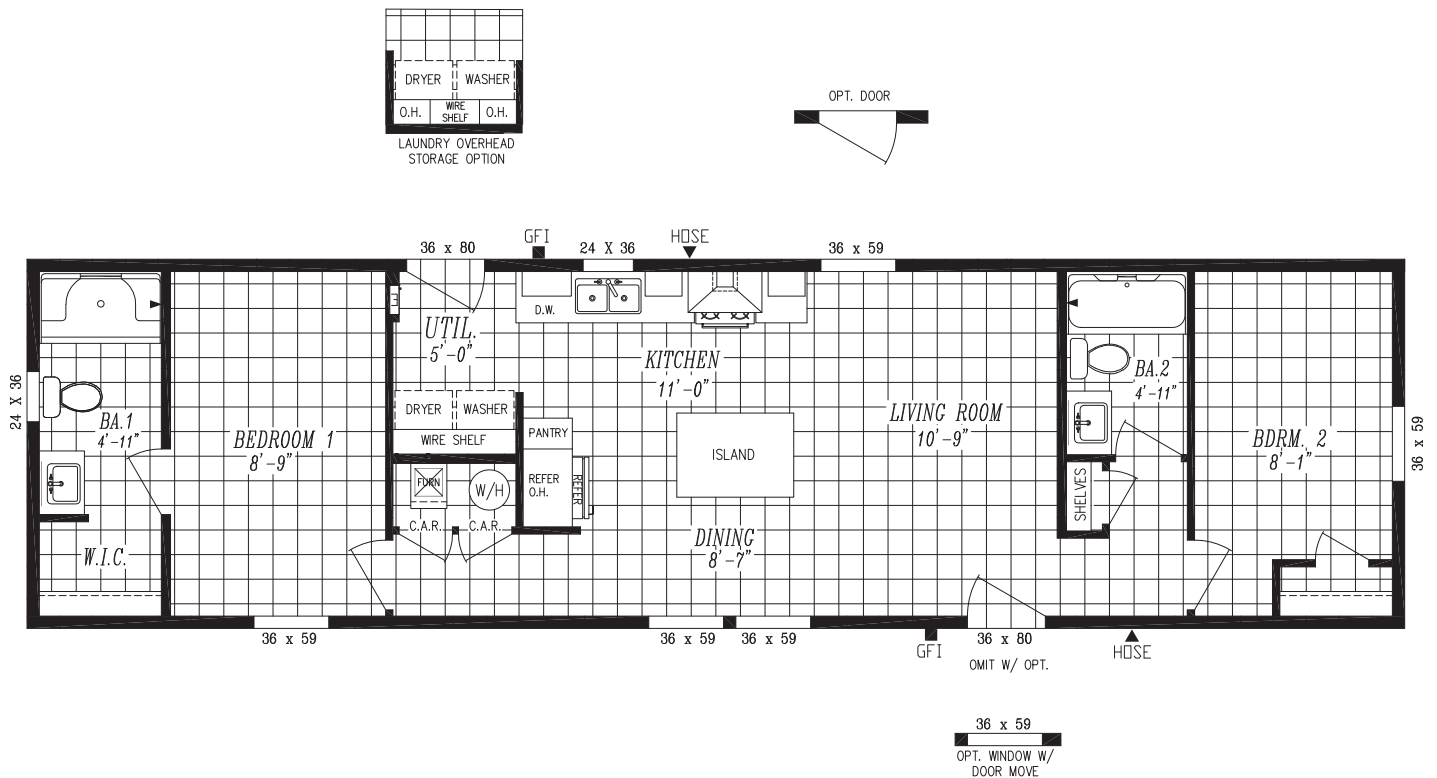 DRYER
WASHER
O.H.
WIRE
SHELF
O.H.
LAUNDRY OVERHEAD
STORAGE OPTION
OPT. DOOR
36 x 80
GFI
24 X 36
HOSE
36 x 59
D.W.
UTIL.
5'-0"
KITCHEN
11'-0"
BA.2
4'-11"
24 X 36
BA.1
4'-11"
BEDROOM 1
8'-9"
DRYER
WASHER
WIRE SHELF
PANTRY
ISLAND
LIVING ROOM
10'-9"
BDRM. 2
8'-1"
36 x 59
FURN
W/H
REFER
O.H.
REFER
SHELVES
C.A.R.
C.A.R.
DINING
8'-7"
W.I.C.
36 x 59
36 x 59
36 x 59
GFI
36 x 80
OMIT W/ OPT.
HOSE
36 x 59
OPT. WINDOW W/
DOOR MOVE